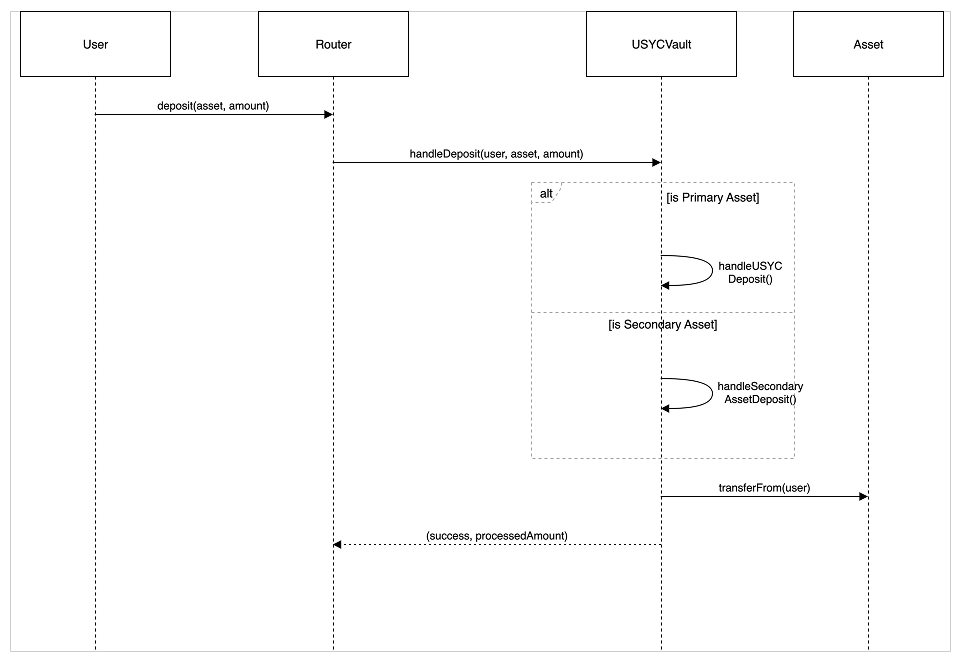 User
Router
USYCVault
Asset
deposit(asset, amount)
handleDeposit(user, asset, amount)
alt
[is Primary Asset]
handleUSYC
Deposit()
[is Secondary Asset]
handleSecondary
AssetDeposit()
transferFrom(user)
(success, processedAmount)